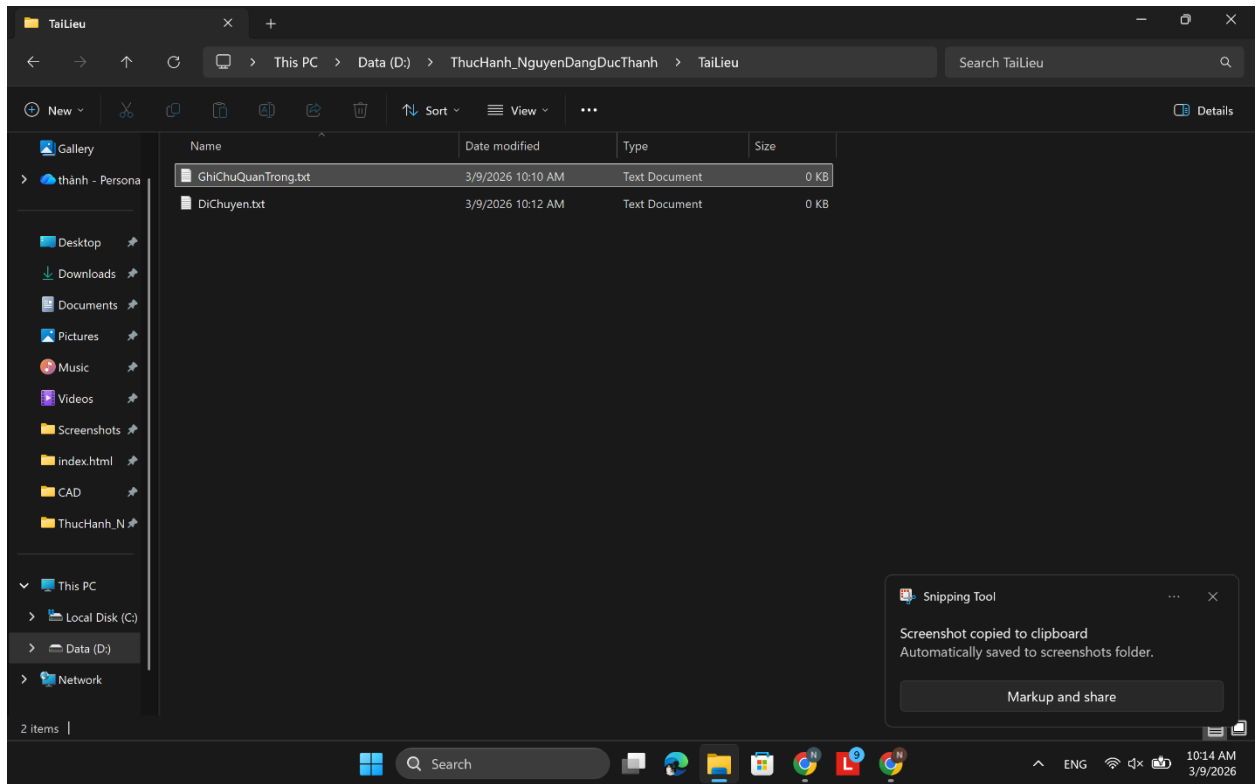 TaiLieu
This PC > Data (D:) > ThucHanh_NguyenDangDucThanh > TaiLieu
Search TaiLieu
New
Sort
View
Details
Name Date modified Type Size
GhiChuQuanTrong.txt 3/9/2026 10:10 AM Text Document 0 KB
DiChuyen.txt 3/9/2026 10:12 AM Text Document 0 KB
Gallery
thành - Persona
Desktop
Downloads
Documents
Pictures
Music
Videos
Screenshots
index.html
CAD
ThucHanh_N
This PC
Local Disk (C:)
Data (D:)
Network
Snipping Tool
Screenshot copied to clipboard
Automatically saved to screenshots folder.
Markup and share
2 items
Search
N
L
9
N
ENG
10:14 AM
3/9/2026